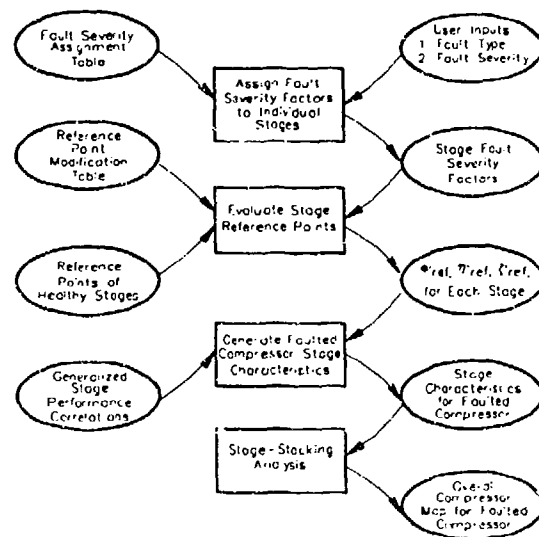 Fault Severity
Assignment
Table
User Inputs
1 Fault Type
2 Fault Severity
Assign Fault
Severity Factors
to Individual
Stages
Reference
Point
Modification
Table
Stage Fault
Severity
Factors
Evaluate Stage
Reference Points
Reference
Points of
Healthy Stages
for Each Stage
Generate Faulted
Compressor Stage
Characteristics
Generalized
Stage
Performance
Correlations
Stage
Characteristics
for Faulted
Compressor
Stage-Stacking
Analysis
Overall
Compressor
Map for Faulted
Compressor